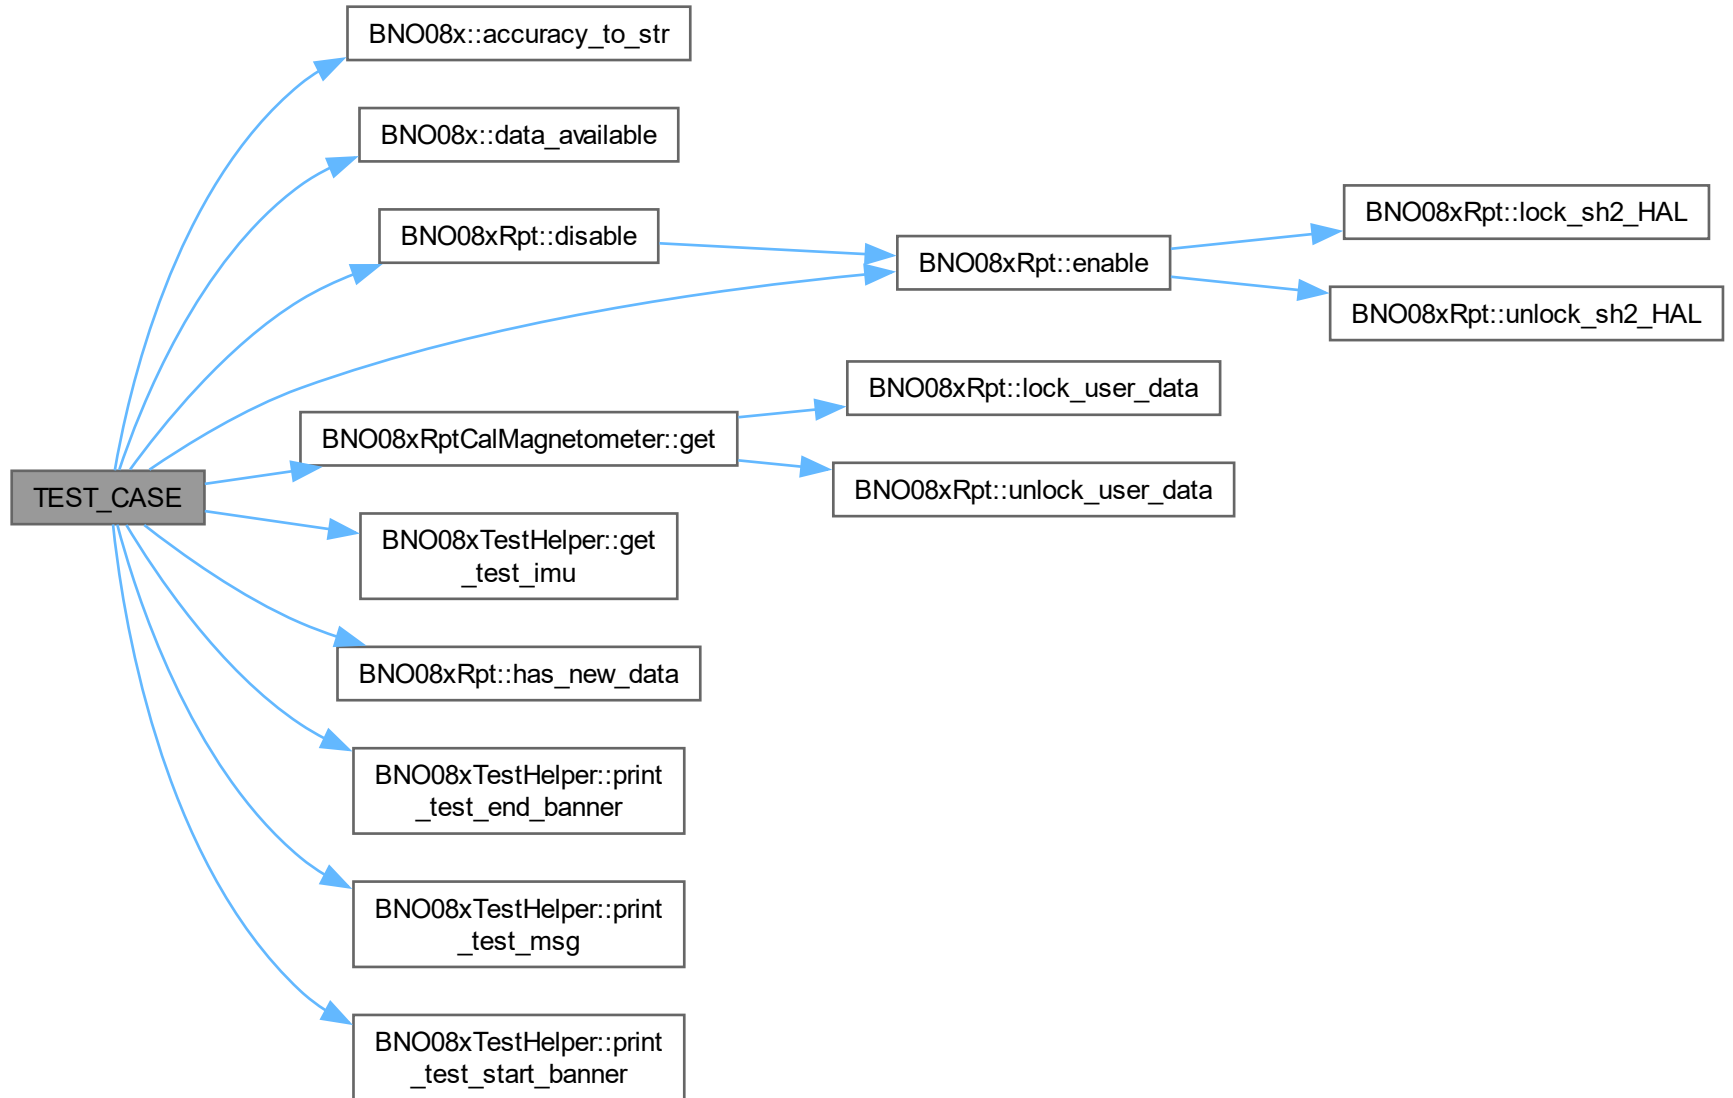 BNO08x::accuracy_to_str
BNO08x::data_available
BNO08xRpt::disable
BNO08xRpt::enable
BNO08xRpt::lock_sh2_HAL
BNO08xRpt::unlock_sh2_HAL
BNO08xRpt::lock_user_data
BNO08xRptCalMagnetometer::get
BNO08xRpt::unlock_user_data
TEST_CASE
BNO08xTestHelper::get
_test_imu
BNO08xRpt::has_new_data
BNO08xTestHelper::print
_test_end_banner
BNO08xTestHelper::print
_test_msg
BNO08xTestHelper::print
_test_start_banner